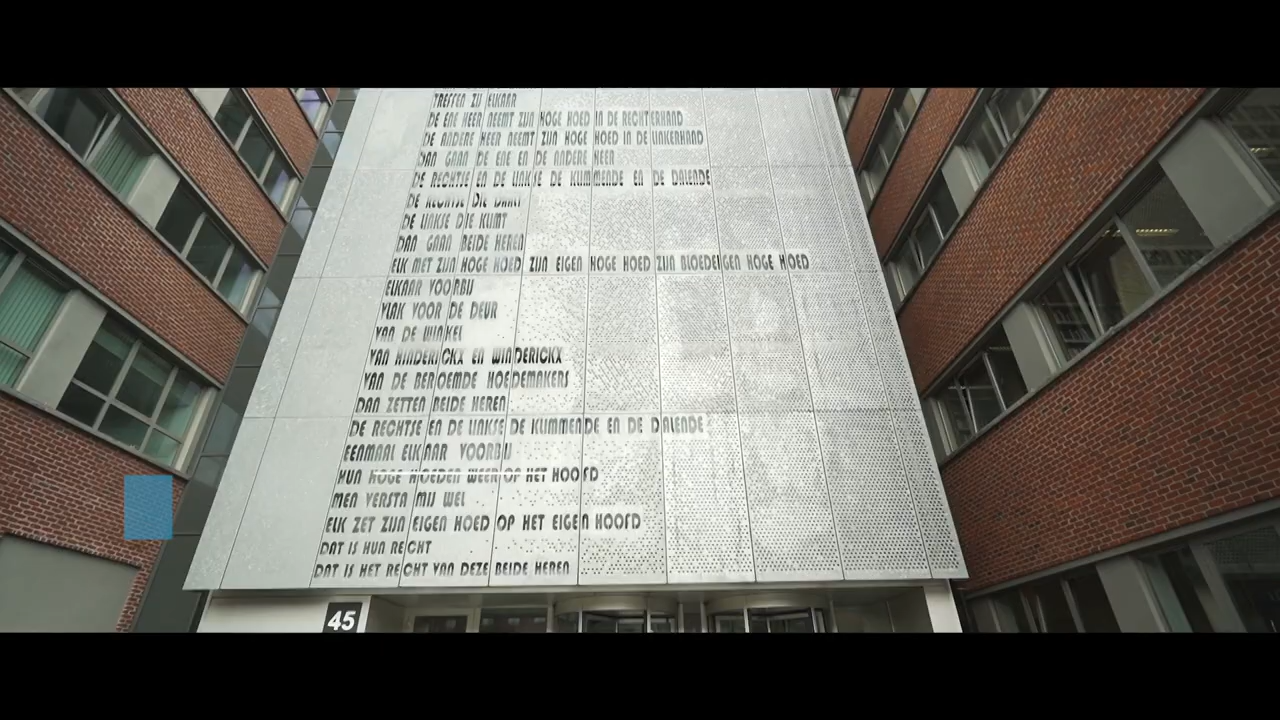 TREFFEN ZIJ ELKAAR
DE ENE HEER NEEMT ZIJN HOGE HOED IN DE RECHTERHAND
DE ANDERE HEER NEEMT ZIJN HOGE HOED IN DE LINKERHAND
DAN GAAN DE ENE EN DE ANDERE HEER
DE RECHTSE EN DE LINKSE DE KLIMMENDE EN DE DALENDE
DE RECHTSE DIE DAALT
DE LINKSE DIE KLIMT
DAN GAAN BEIDE HEREN
ELK MET ZIJN HOGE HOED ZIJN EIGEN HOGE HOED ZIJN BLOEDEIGEN HOGE HOED
ELKAAR VOORBIJ
VLAK VOOR DE DEUR
VAN DE WINKEL
VAN HINDERICKX EN WINDERICKX
VAN DE BEROEMDE HOEDEMAKERS
DAN ZETTEN BEIDE HEREN
DE RECHTSE EN DE LINKSE DE KLIMMENDE EN DE DALENDE
EENMAAL ELKAAR VOORBIJ
HUN HOGE HOEDEN WEER OP HET HOOFD
MEN VERSTA MIJ WEL
ELK ZET ZIJN EIGEN HOED OP HET EIGEN HOOFD
DAT IS HUN RECHT
DAT IS HET RECHT VAN DEZE BEIDE HEREN
45